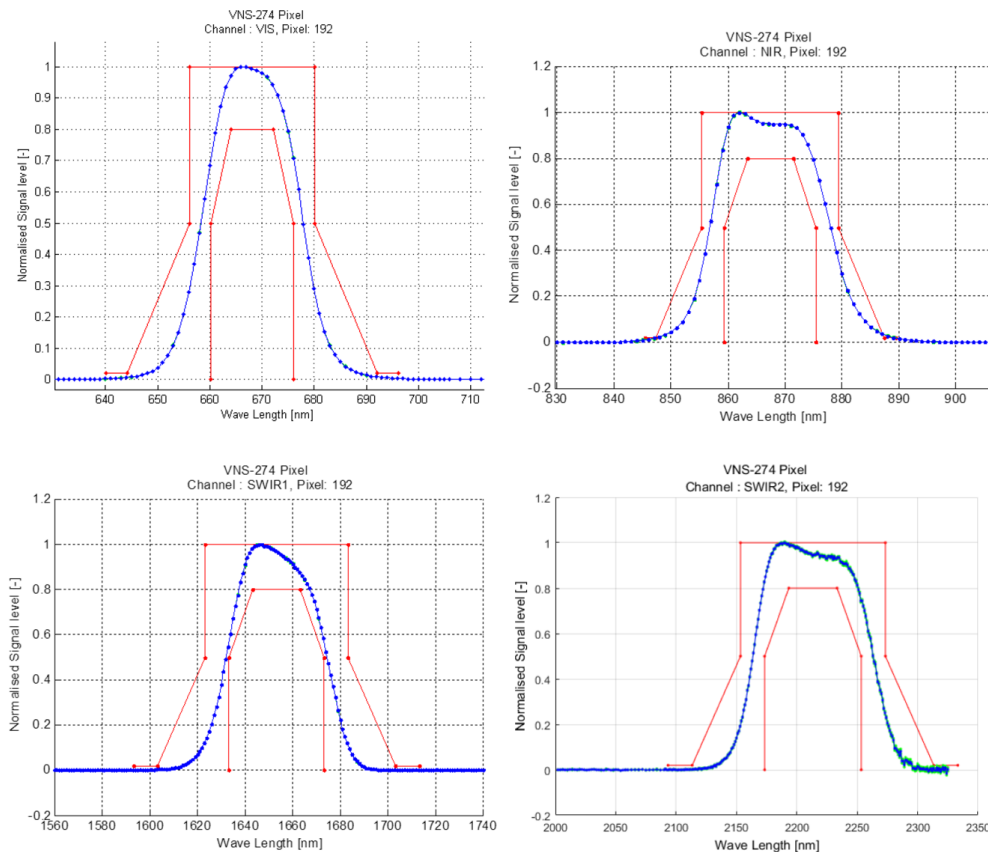 VNS-274 Pixel
Channel : VIS, Pixel: 192
Normalised Signal level [-]
1
0.9
0.8
0.7
0.6
0.5
0.4
0.3
0.2
0.1
0
640 650 660 670 680 690 700 710
Wave Length [nm]
VNS-274 Pixel
Channel : NIR, Pixel: 192
Normalised Signal level [-]
1.2
1
0.8
0.6
0.4
0.2
0
-0.2
830 840 850 860 870 880 890 900
Wave Length [nm]
VNS-274 Pixel
Channel : SWIR1, Pixel: 192
Normalised Signal level [-]
1.2
1
0.8
0.6
0.4
0.2
0
-0.2
1560 1580 1600 1620 1640 1660 1680 1700 1720 1740
Wave Length [nm]
VNS-274 Pixel
Channel : SWIR2, Pixel: 192
Normalised Signal level [-]
1.2
1
0.8
0.6
0.4
0.2
0
-0.2
2000 2050 2100 2150 2200 2250 2300 2350
Wave Length [nm]